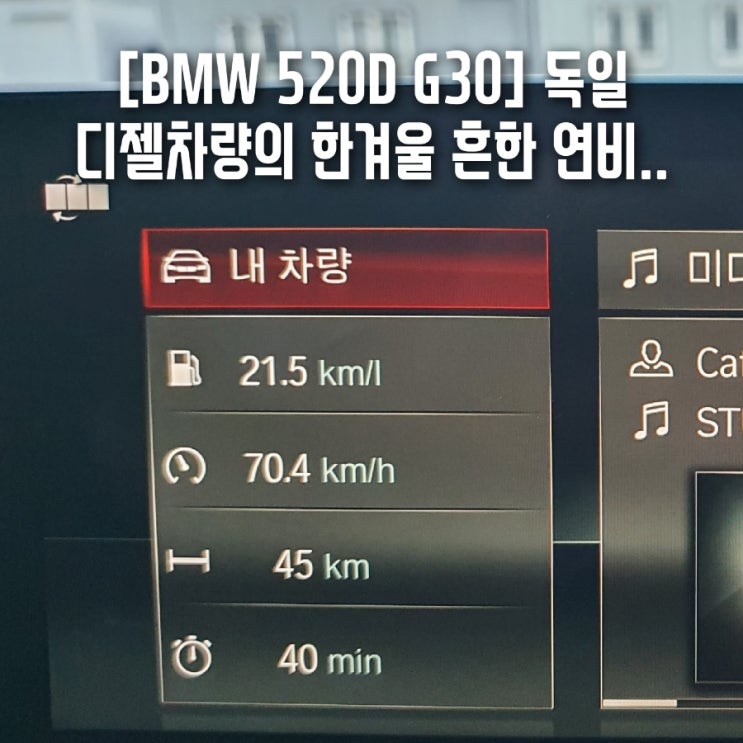 [BMW 520D G30] 독일
디젤차량의 한겨울 흔한 연비..
내 차량
21.5 km/l
70.4 km/h
45 km
40 min